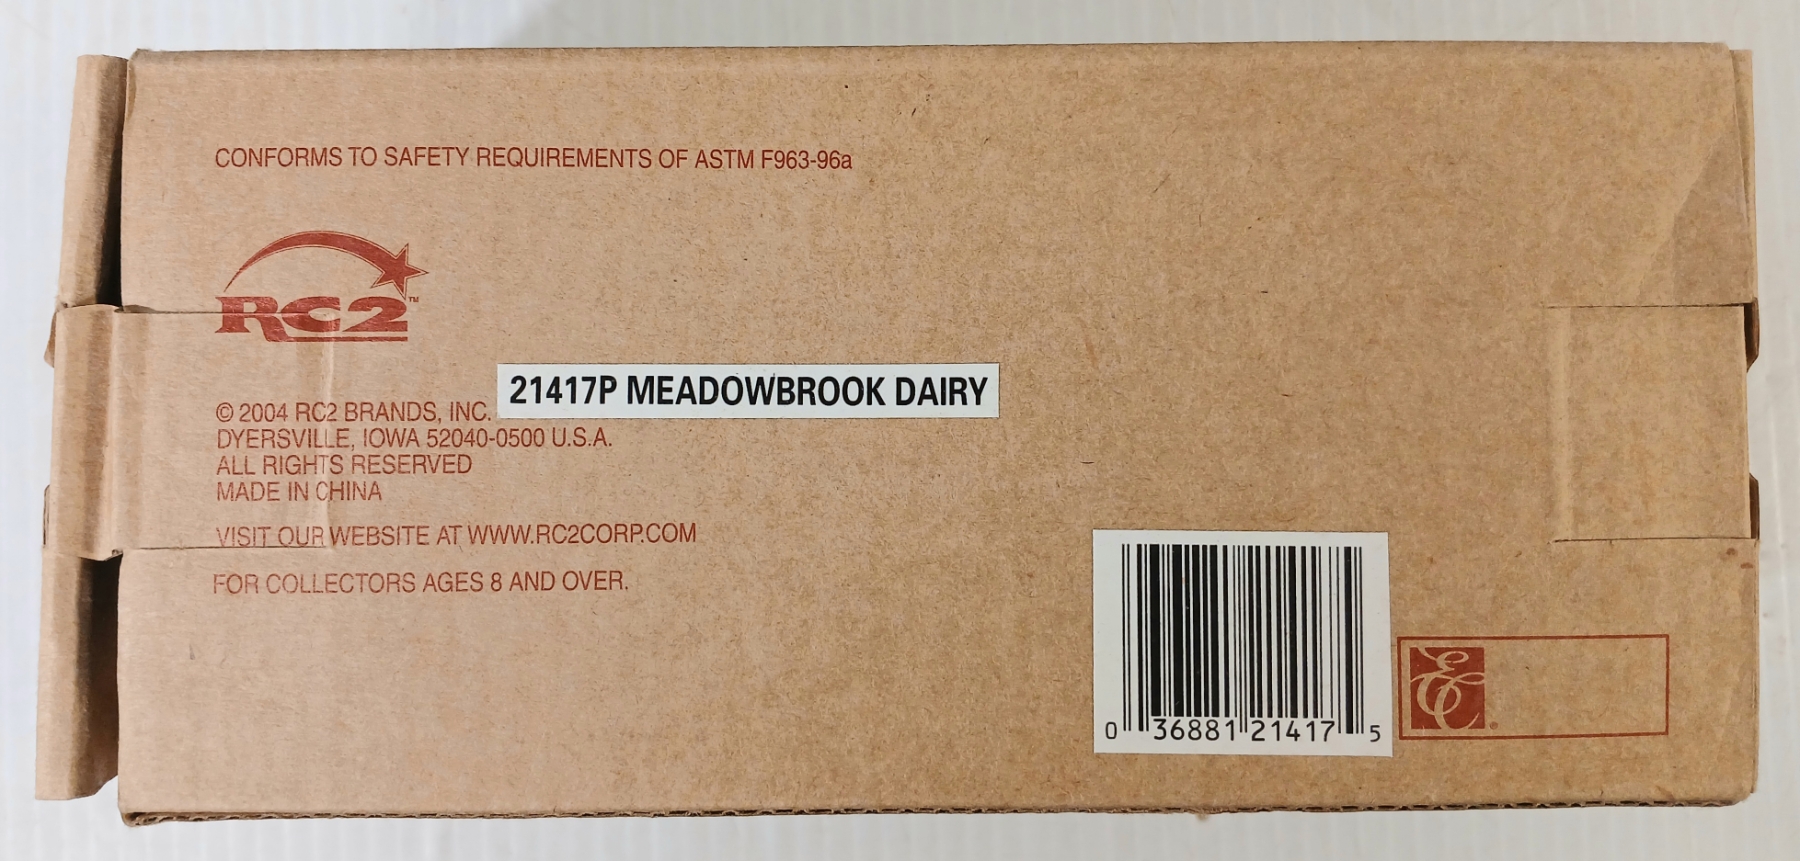 CONFORMS TO SAFETY REQUIREMENTS OF ASTM F963-96a
RC2™
21417P MEADOWBROOK DAIRY
© 2004 RC2 BRANDS, INC.
DYERSVILLE, IOWA 52040-0500 U.S.A.
ALL RIGHTS RESERVED
MADE IN CHINA
VISIT OUR WEBSITE AT WWW.RC2CORP.COM
FOR COLLECTORS AGES 8 AND OVER.
0 36881 21417 5
E ®